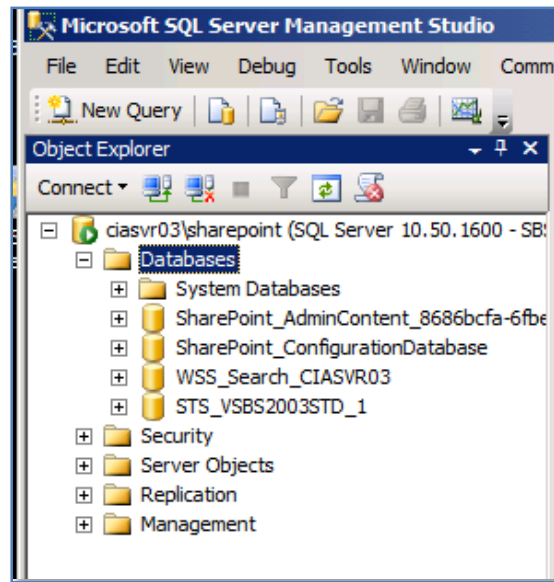 Microsoft SQL Server Management Studio
File Edit View Debug Tools Window Comm
New Query
Object Explorer
Connect
ciasvr03\sharepoint (SQL Server 10.50.1600 - SBS
Databases
System Databases
SharePoint_AdminContent_8686bcfa-6fbe
SharePoint_ConfigurationDatabase
WSS_Search_CIASVR03
STS_VSBS2003STD_1
Security
Server Objects
Replication
Management